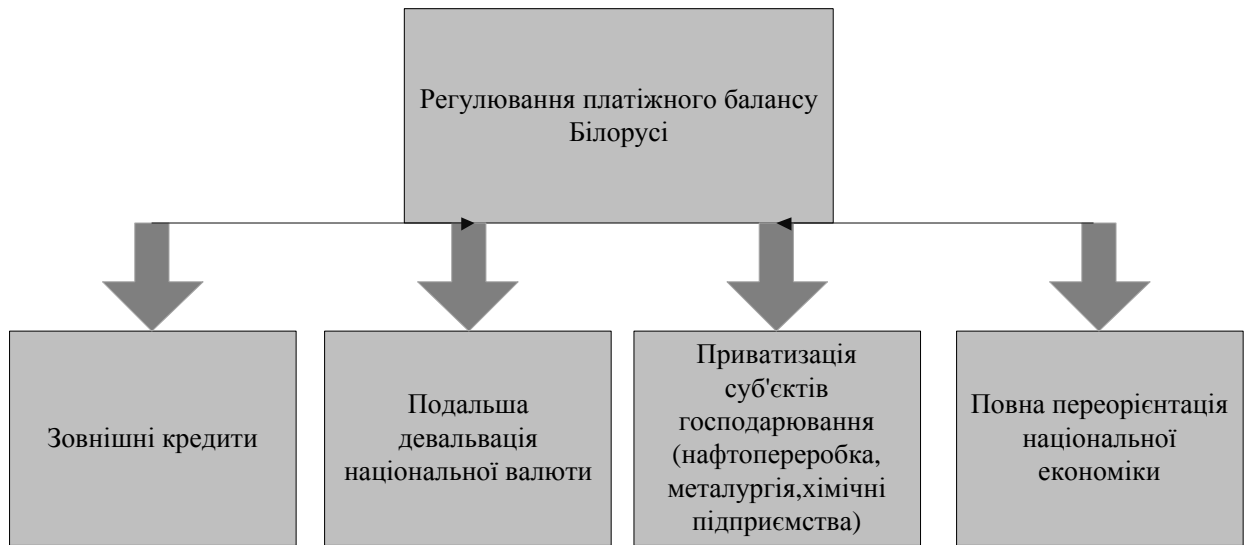 Регулювання платіжного балансу
Білорусі
Зовнішні кредити
Подальша
девальвація
національної валюти
Приватизація
суб'єктів
господарювання
(нафтопереробка,
металургія,хімічні
підприємства)
Повна переорієнтація
національної
економіки